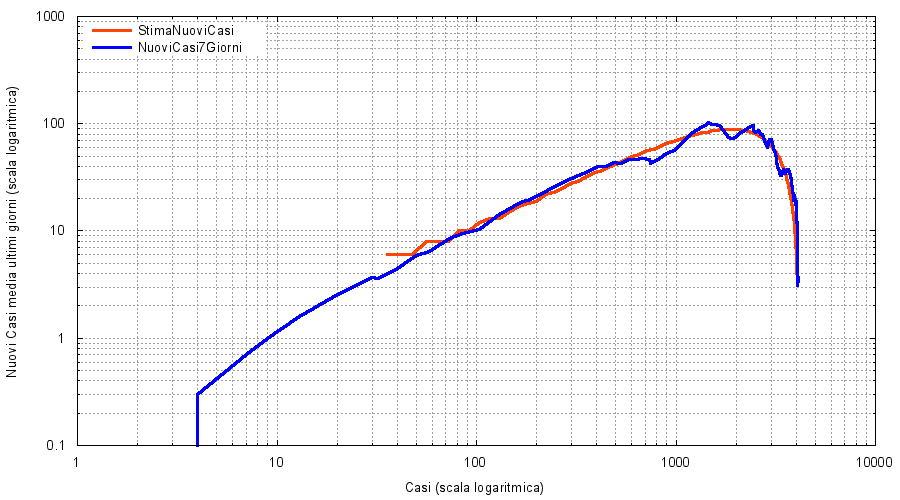 1000
StimaNuoviCasi
NuoviCasi7Giorni
100
10
1
0.1
Nuovi Casi media ultimi giorni (scala logaritmica)
1
10
100
1000
10000
Casi (scala logaritmica)